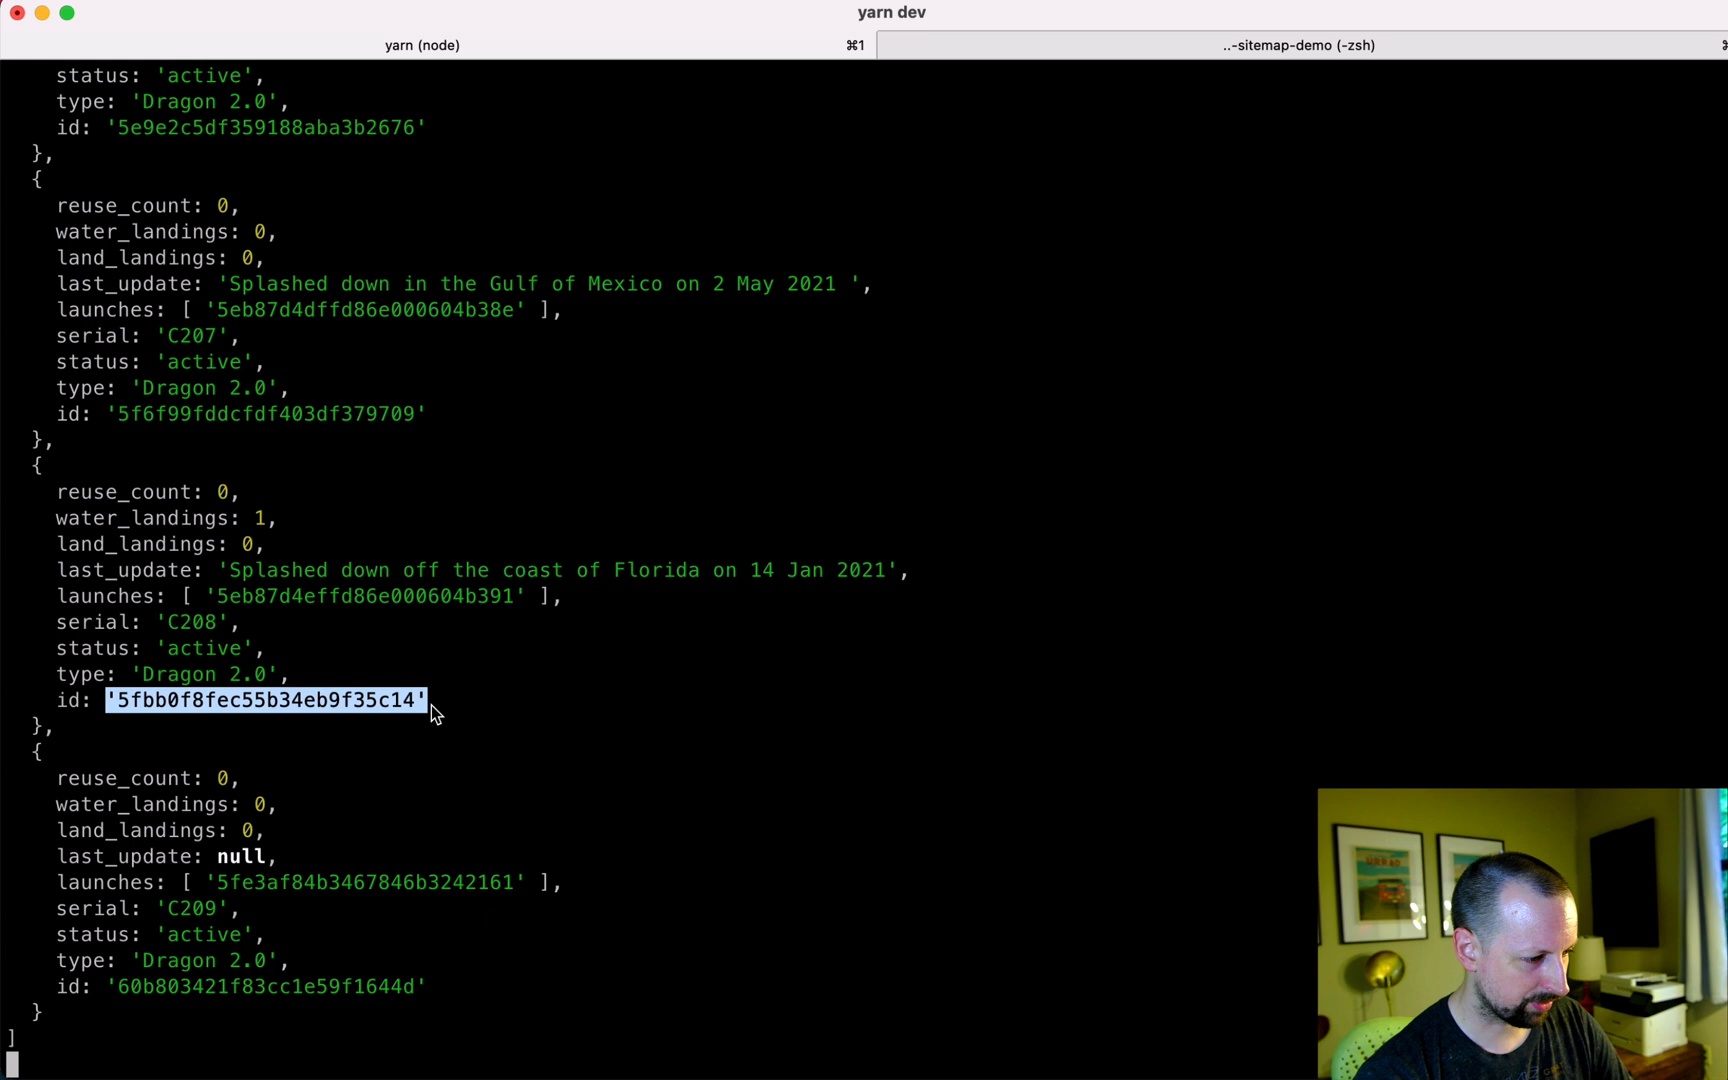 yarn dev
yarn (node)
⌘1
..-sitemap-demo (-zsh)
status: 'active',
type: 'Dragon 2.0',
id: '5e9e2c5df359188aba3b2676'
},
{
reuse_count: 0,
water_landings: 0,
land_landings: 0,
last_update: 'Splashed down in the Gulf of Mexico on 2 May 2021 ',
launches: [ '5eb87d4dffd86e000604b38e' ],
serial: 'C207',
status: 'active',
type: 'Dragon 2.0',
id: '5f6f99fddcfdf403df379709'
},
{
reuse_count: 0,
water_landings: 1,
land_landings: 0,
last_update: 'Splashed down off the coast of Florida on 14 Jan 2021',
launches: [ '5eb87d4effd86e000604b391' ],
serial: 'C208',
status: 'active',
type: 'Dragon 2.0',
id: '5fbb0f8fec55b34eb9f35c14'
},
{
reuse_count: 0,
water_landings: 0,
land_landings: 0,
last_update: null,
launches: [ '5fe3af84b3467846b3242161' ],
serial: 'C209',
status: 'active',
type: 'Dragon 2.0',
id: '60b803421f83cc1e59f1644d'
}
]